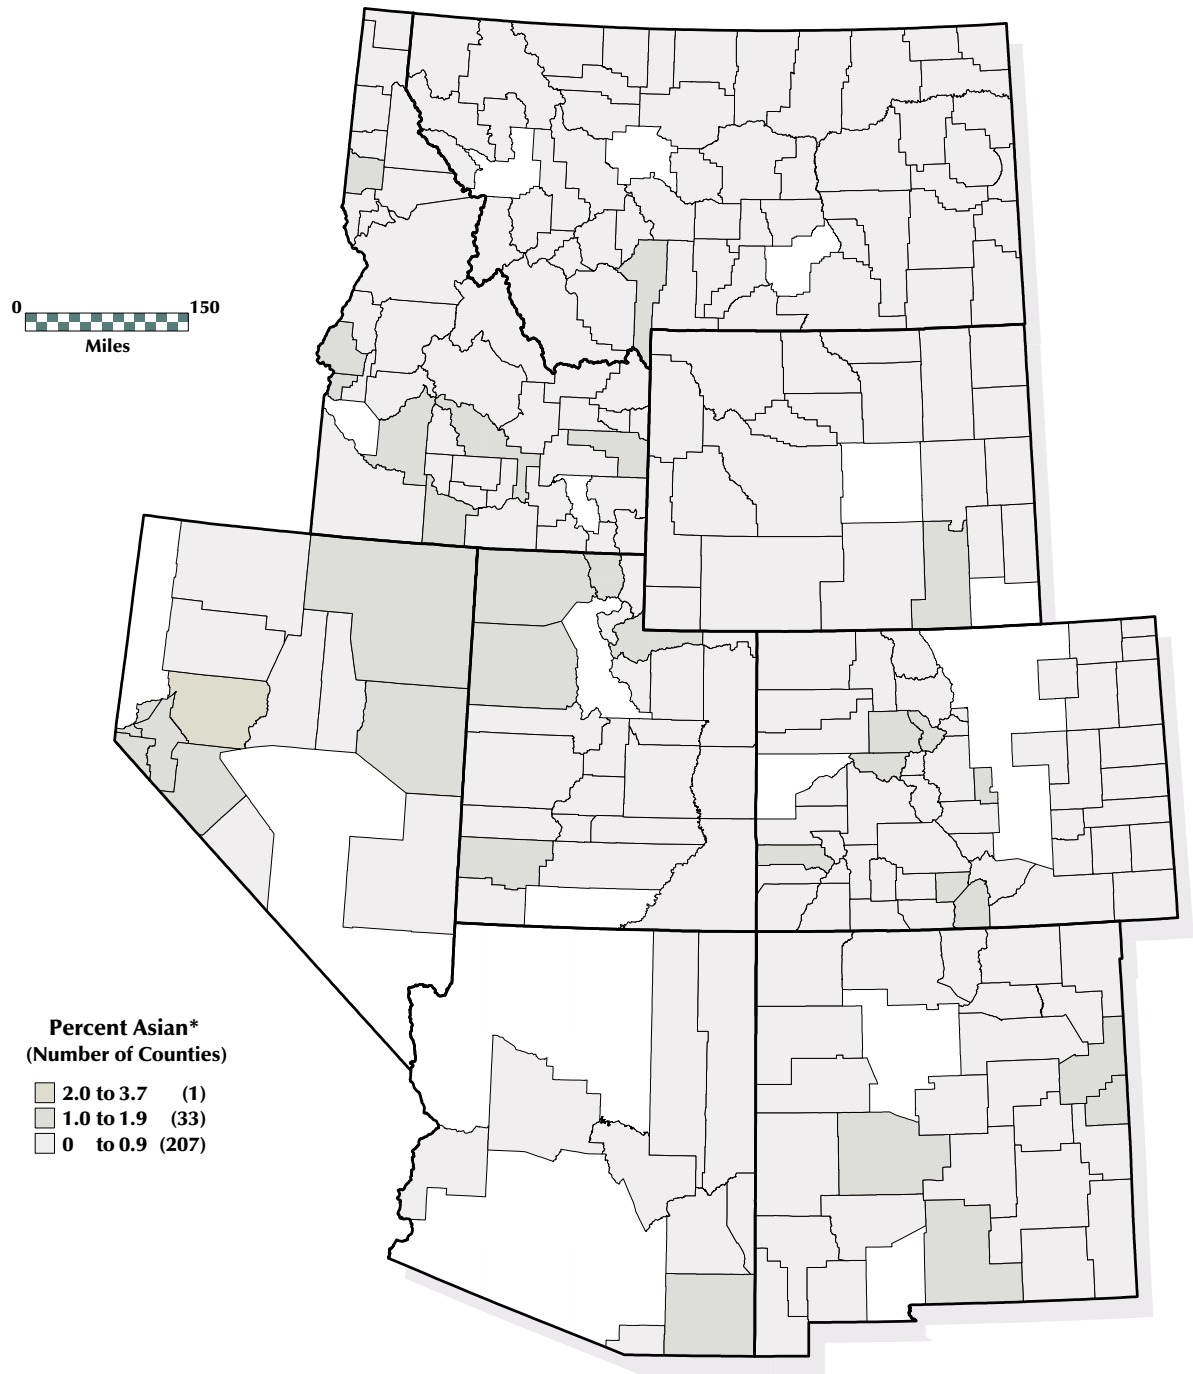 0 150
Miles
Percent Asian*
(Number of Counties)
2.0 to 3.7 (1)
1.0 to 1.9 (33)
0 to 0.9 (207)